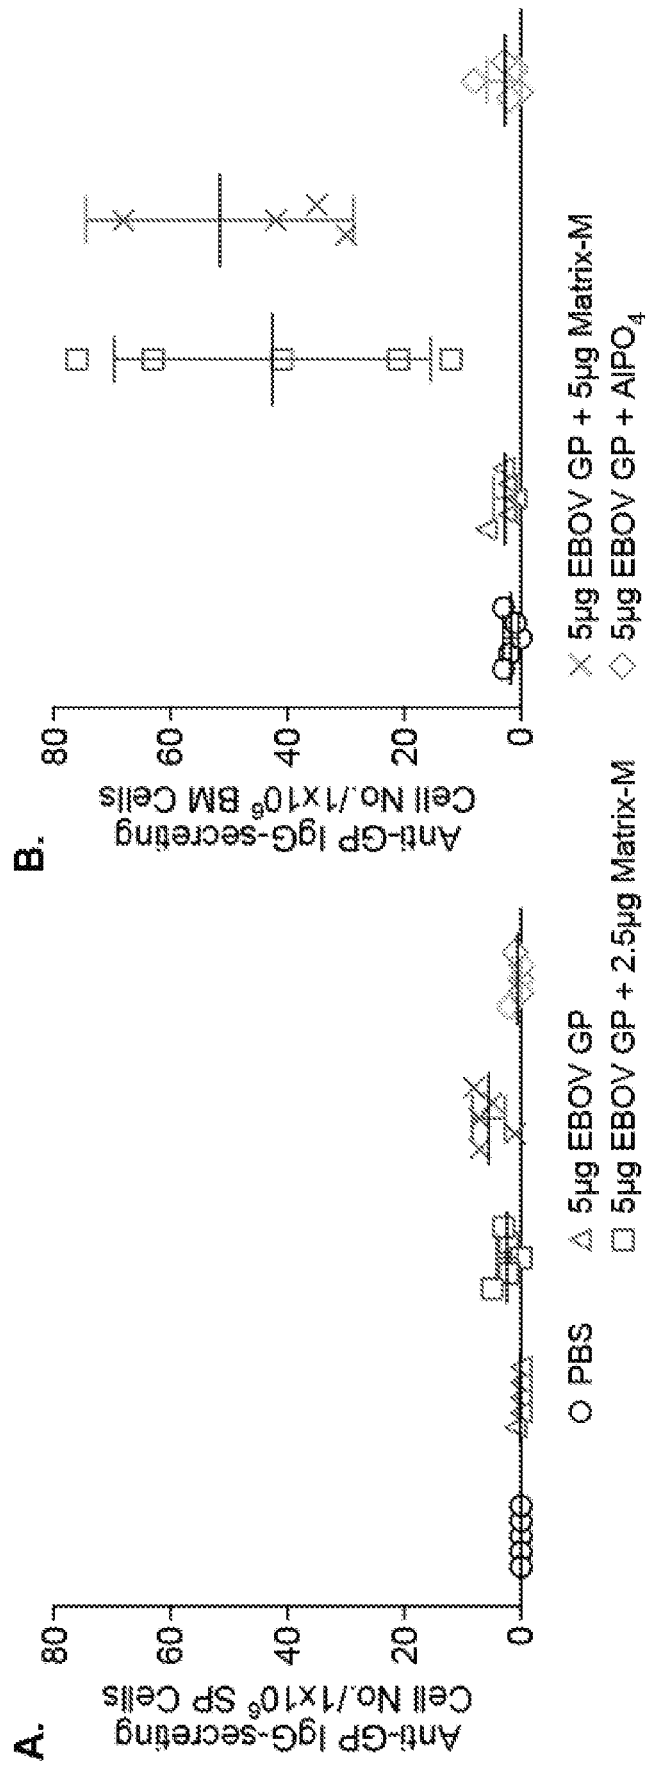 A.
Anti-GP IgG-secreting
Cell No./1x10⁶ SP Cells
80
60
40
20
0
B.
Anti-GP IgG-secreting
Cell No./1x10⁶ BM Cells
80
60
40
20
0
O PBS
△ 5µg EBOV GP
□ 5µg EBOV GP + 2.5µg Matrix-M
× 5µg EBOV GP + 5µg Matrix-M
◇ 5µg EBOV GP + AlPO₄